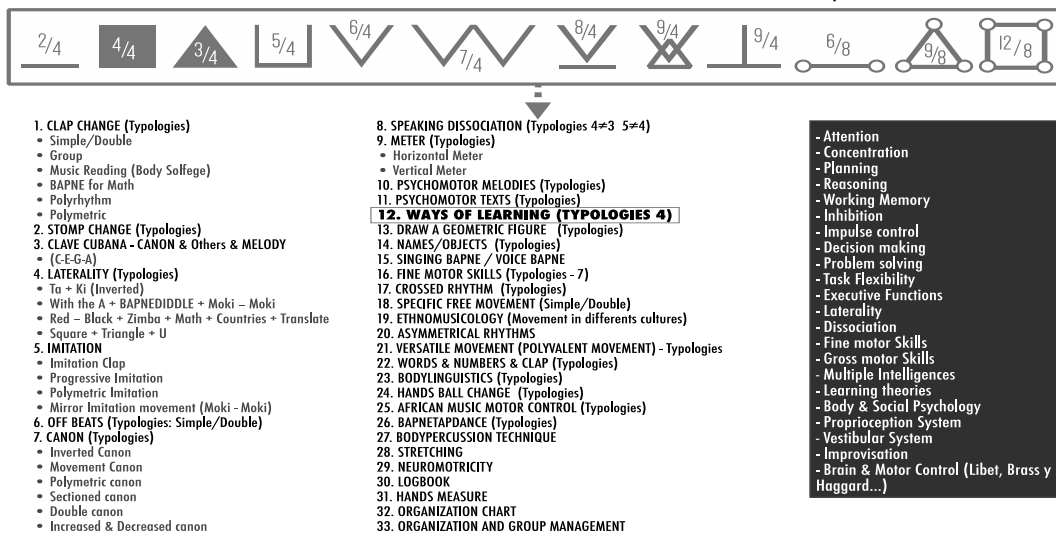 2/4
4/4
3/4
5/4
6/4
7/4
8/4
9/4
9/4
6/8
9/8
12/8
1. CLAP CHANGE (Typologies)
• Simple/Double
• Group
• Music Reading (Body Solfege)
• BAPNE for Math
• Polyrhythm
• Polymetric
2. STOMP CHANGE (Typologies)
3. CLAVE CUBANA - CANON & Others & MELODY
• (C-E-G-A)
4. LATERALITY (Typologies)
• Ta + Ki (Inverted)
• With the A + BAPNEDIDDLE + Moki – Moki
• Red – Black + Zimba + Math + Countries + Translate
• Square + Triangle + U
5. IMITATION
• Imitation Clap
• Progressive Imitation
• Polymetric Imitation
• Mirror Imitation movement (Moki - Moki)
6. OFF BEATS (Typologies: Simple/Double)
7. CANON (Typologies)
• Inverted Canon
• Movement Canon
• Polymetric canon
• Sectioned canon
• Double canon
• Increased & Decreased canon
8. SPEAKING DISSOCIATION (Typologies 4≠3 5≠4)
9. METER (Typologies)
• Horizontal Meter
• Vertical Meter
10. PSYCHOMOTOR MELODIES (Typologies)
11. PSYCHOMOTOR TEXTS (Typologies)
12. WAYS OF LEARNING (TYPOLOGIES 4)
13. DRAW A GEOMETRIC FIGURE (Typologies)
14. NAMES/OBJECTS (Typologies)
15. SINGING BAPNE / VOICE BAPNE
16. FINE MOTOR SKILLS (Typologies - 7)
17. CROSSED RHYTHM (Typologies)
18. SPECIFIC FREE MOVEMENT (Simple/Double)
19. ETHNOMUSICOLOGY (Movement in differents cultures)
20. ASYMMETRICAL RHYTHMS
21. VERSATILE MOVEMENT (POLYVALENT MOVEMENT) - Typologies
22. WORDS & NUMBERS & CLAP (Typologies)
23. BODYLINGUISTICS (Typologies)
24. HANDS BALL CHANGE (Typologies)
25. AFRICAN MUSIC MOTOR CONTROL (Typologies)
26. BAPNETAPDANCE (Typologies)
27. BODYPERCUSSION TECHNIQUE
28. STRETCHING
29. NEUROMOTRICITY
30. LOGBOOK
31. HANDS MEASURE
32. ORGANIZATION CHART
33. ORGANIZATION AND GROUP MANAGEMENT
- Attention
- Concentration
- Planning
- Reasoning
- Working Memory
- Inhibition
- Impulse control
- Decision making
- Problem solving
- Task Flexibility
- Executive Functions
- Laterality
- Dissociation
- Fine motor Skills
- Gross motor Skills
- Multiple Intelligences
- Learning theories
- Body & Social Psychology
- Proprioception System
- Vestibular System
- Improvisation
- Brain & Motor Control (Libet, Brass y
Haggard...)